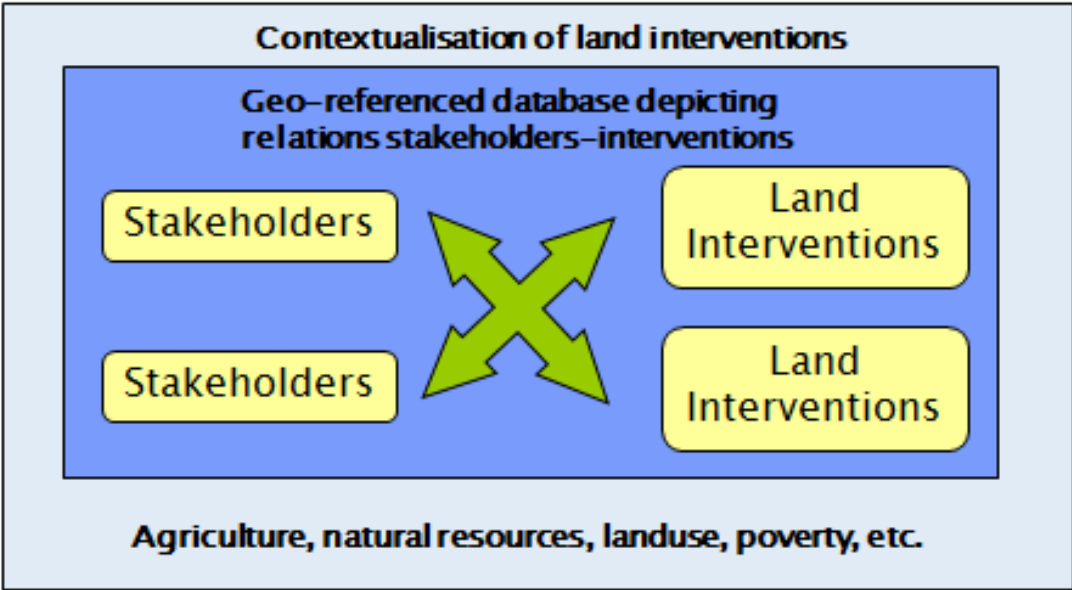 Contextualisation of land interventions
Geo-referenced database depicting
relations stakeholders-interventions
Stakeholders
Land
Interventions
Stakeholders
Land
Interventions
Agriculture, natural resources, landuse, poverty, etc.